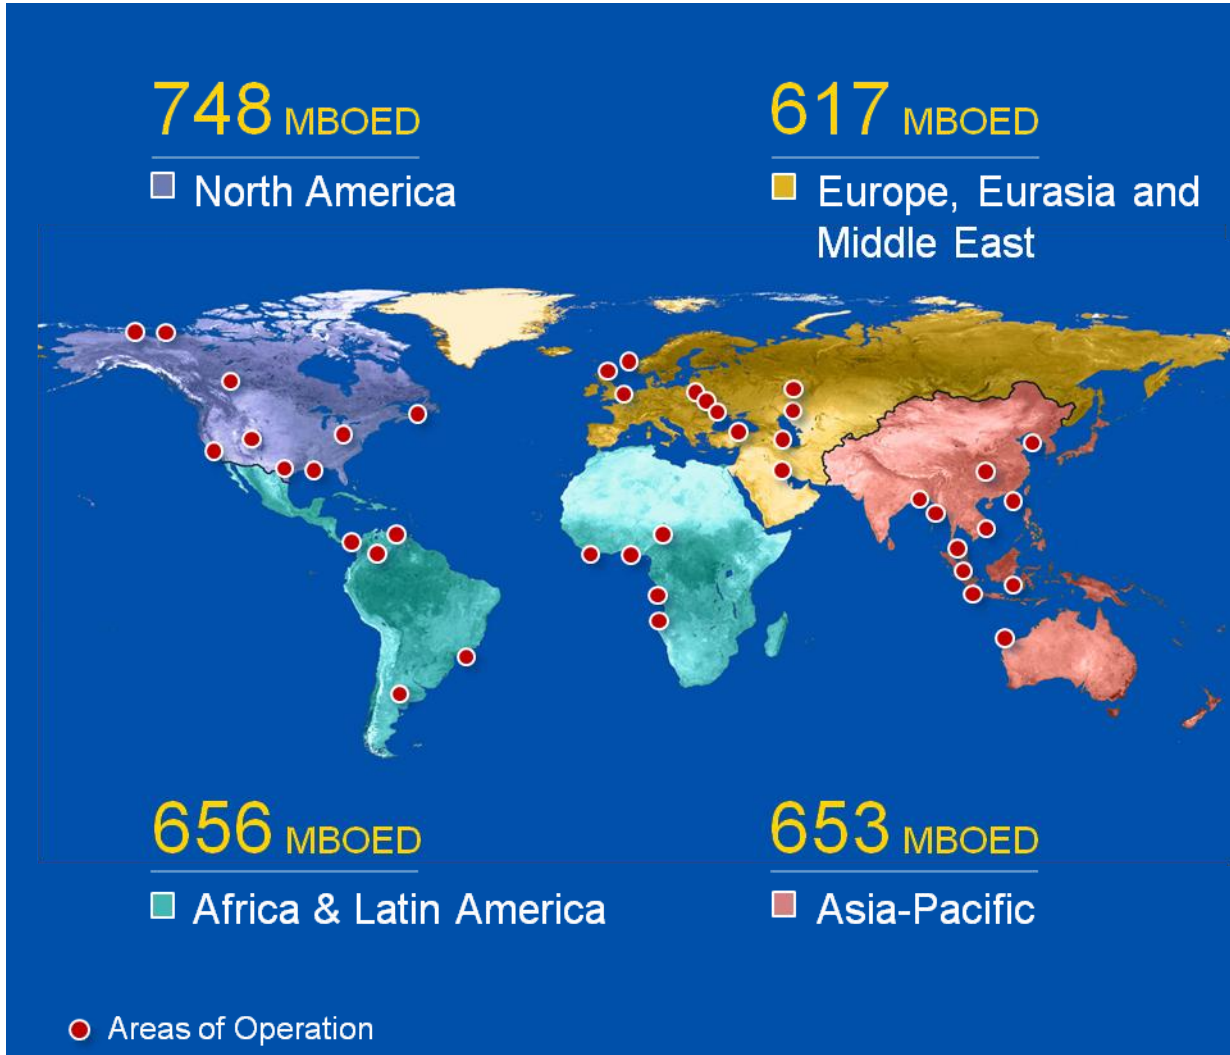 748 MBOED
North America
617 MBOED
Europe, Eurasia and
Middle East
656 MBOED
Africa & Latin America
653 MBOED
Asia-Pacific
Areas of Operation